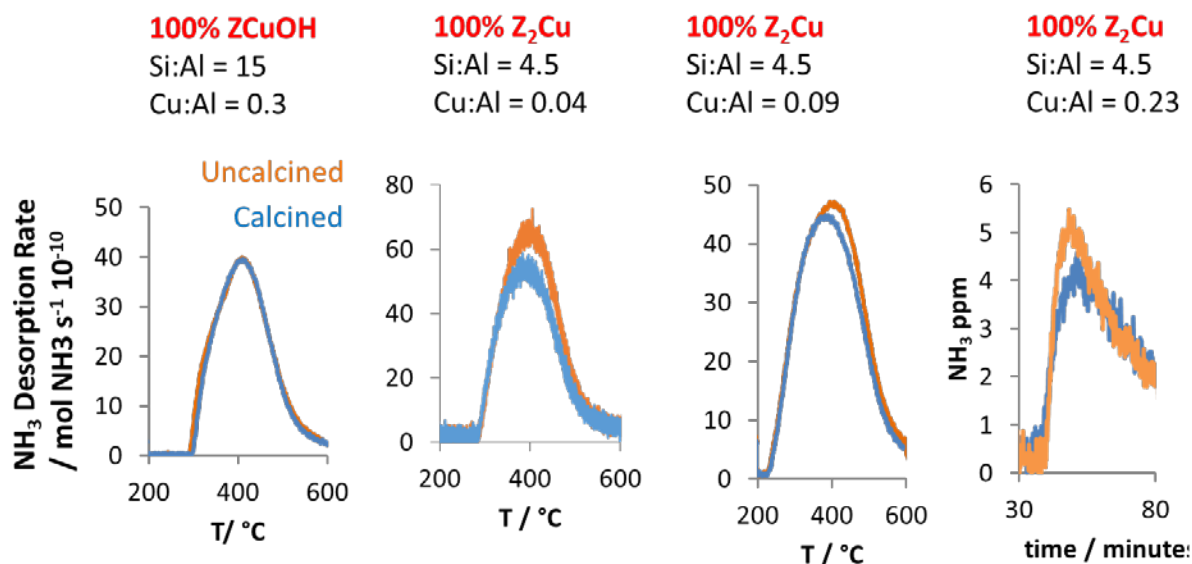 100% ZCuOH
Si:Al = 15
Cu:Al = 0.3
100% Z₂Cu
Si:Al = 4.5
Cu:Al = 0.04
100% Z₂Cu
Si:Al = 4.5
Cu:Al = 0.09
100% Z₂Cu
Si:Al = 4.5
Cu:Al = 0.23
Uncalcined
Calcined
NH₃ Desorption Rate
/ mol NH3 s⁻¹ 10⁻¹⁰
50
40
30
20
10
0
200 400 600
T/ °C
80
60
40
20
0
200 400 600
T / °C
50
40
30
20
10
0
200 400 600
T / °C
NH₃ ppm
6
5
4
3
2
1
0
30 80
time / minutes